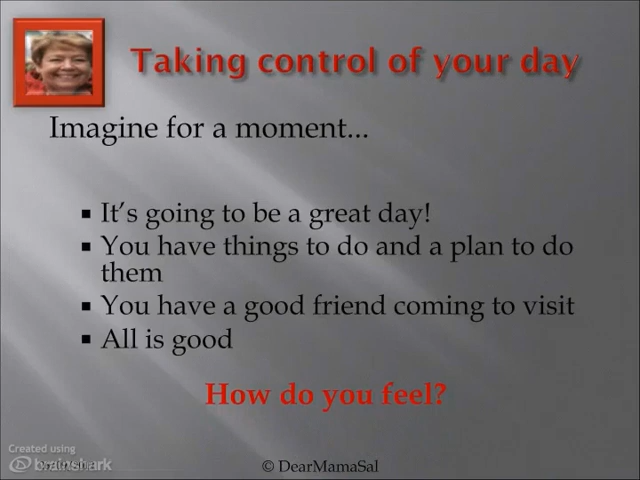 Taking control of your day
Imagine for a moment...
▪ It's going to be a great day!
▪ You have things to do and a plan to do
them
▪ You have a good friend coming to visit
▪ All is good
How do you feel?
Created using
brainshark
© DearMamaSal